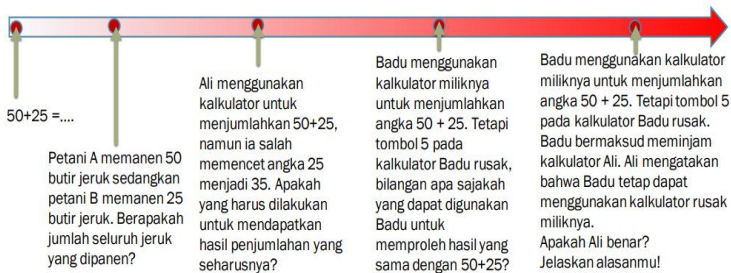 50+25 =....
Petani A memanen 50
butir jeruk sedangkan
petani B memanen 25
butir jeruk. Berapakah
jumlah seluruh jeruk
yang dipanen?
Ali menggunakan
kalkulator untuk
menjumlahkan 50+25,
namun ia salah
memencet angka 25
menjadi 35. Apakah
yang harus dilakukan
untuk mendapatkan
hasil penjumlahan yang
seharusnya?
Badu menggunakan
kalkulator miliknya
untuk menjumlahkan
angka 50 + 25. Tetapi
tombol 5 pada
kalkulator Badu rusak,
bilangan apa sajakah
yang dapat digunakan
Badu untuk
memproleh hasil yang
sama dengan 50+25?
Badu menggunakan kalkulator
miliknya untuk menjumlahkan
angka 50 + 25. Tetapi tombol 5
pada kalkulator Badu rusak.
Badu bermaksud meminjam
kalkulator Ali. Ali mengatakan
bahwa Badu tetap dapat
menggunakan kalkulator rusak
miliknya.
Apakah Ali benar?
Jelaskan alasanmu!